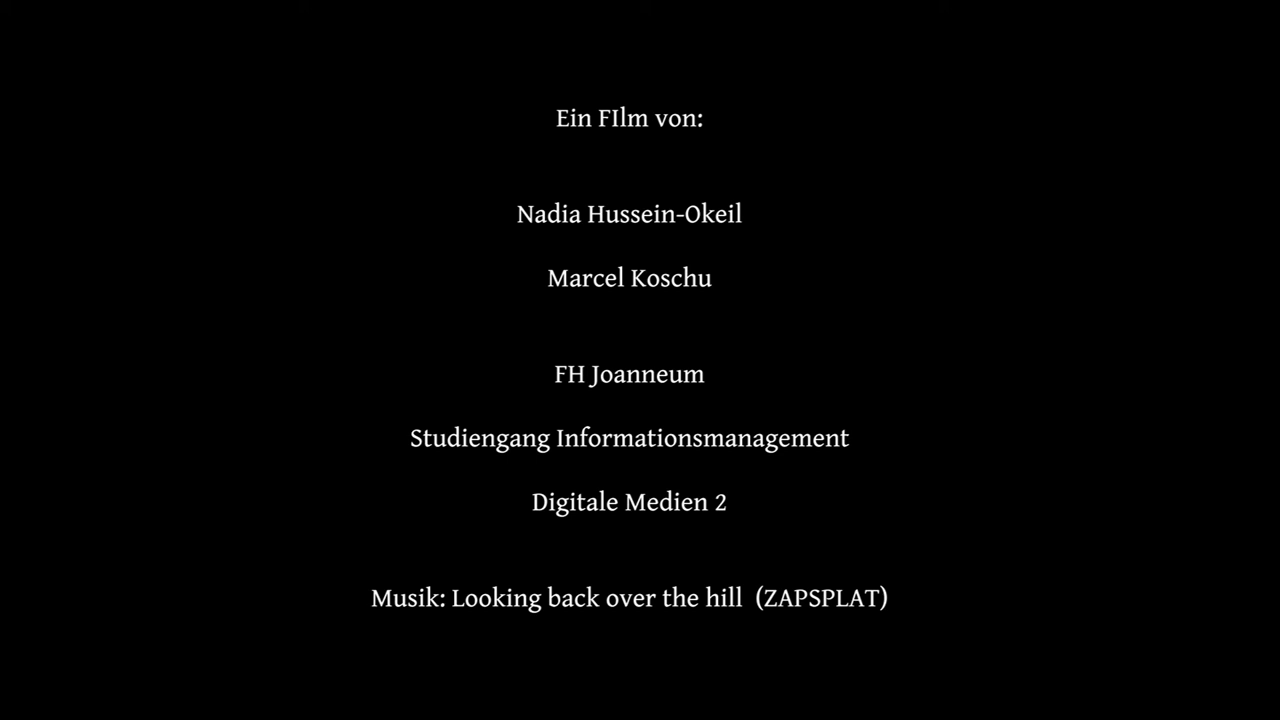 Ein FIlm von:
Nadia Hussein-Okeil
Marcel Koschu
FH Joanneum
Studiengang Informationsmanagement
Digitale Medien 2
Musik: Looking back over the hill  (ZAPSPLAT)